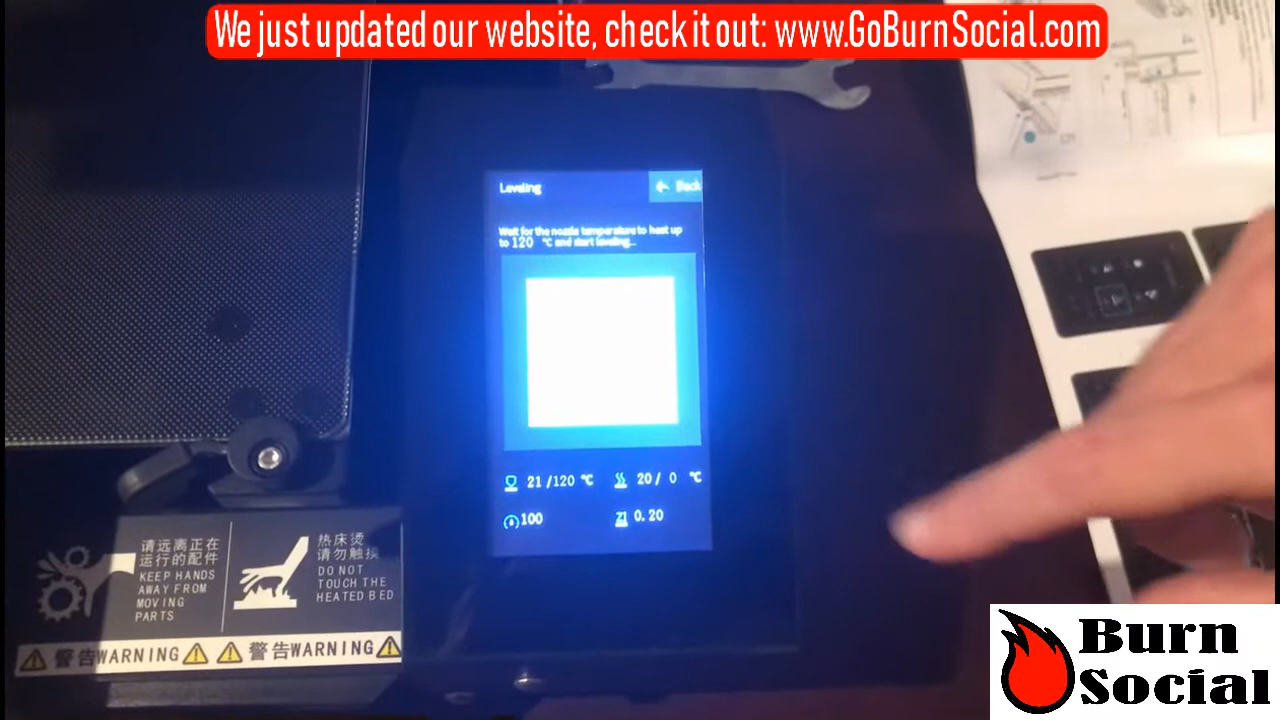 We just updated our website, check it out: www.GoBurnSocial.com
Leveling
Back
Wait for the nozzle temperature to heat up
to 120 ℃ and start leveling...
21 /120 ℃
20 / 0 ℃
100
Z↕ 0.20
请远离正在
运行的配件
KEEP HANDS
AWAY FROM
MOVING
PARTS
热床烫
请勿触摸
DO NOT
TOUCH THE
HEATED BED
警告WARNING
警告WARNING
Burn
Social